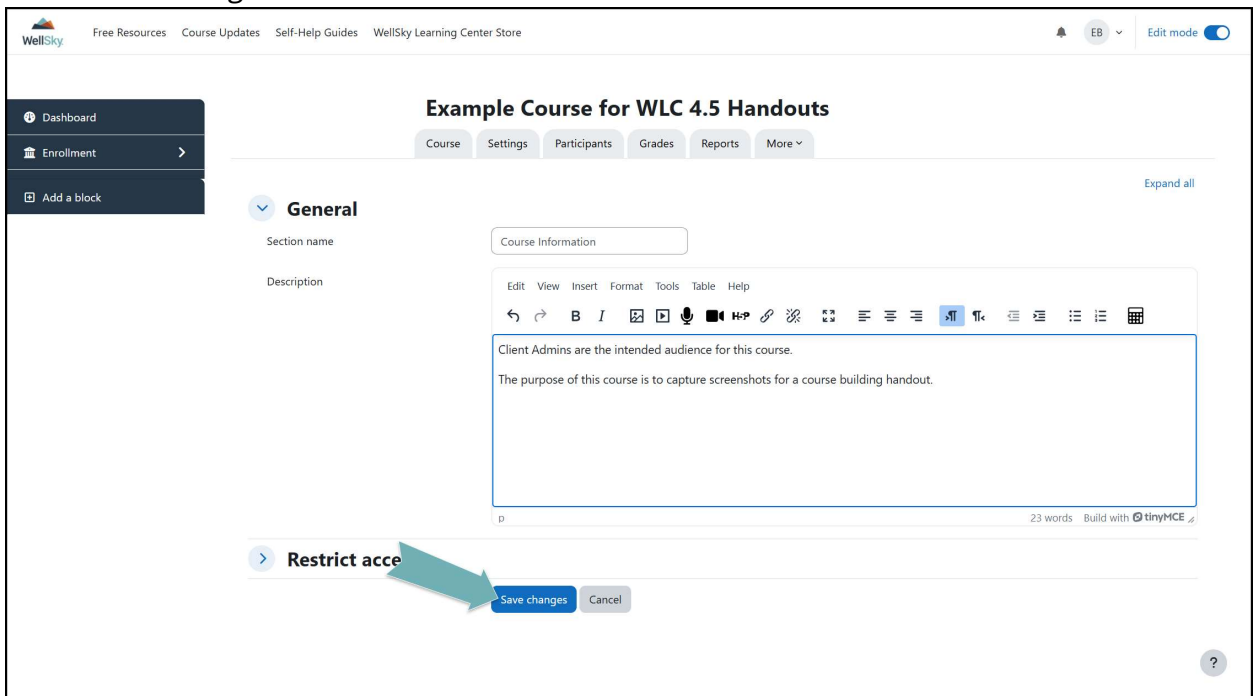 WellSky
Free Resources Course Updates Self-Help Guides WellSky Learning Center Store
EB
Edit mode
Dashboard
Enrollment
Add a block
Example Course for WLC 4.5 Handouts
Course Settings Participants Grades Reports More
Expand all
General
Section name
Course Information
Description
Edit View Insert Format Tools Table Help
B I H-P
Client Admins are the intended audience for this course.
The purpose of this course is to capture screenshots for a course building handout.
p
23 words Build with tinyMCE
Restrict acce
Save changes Cancel
?